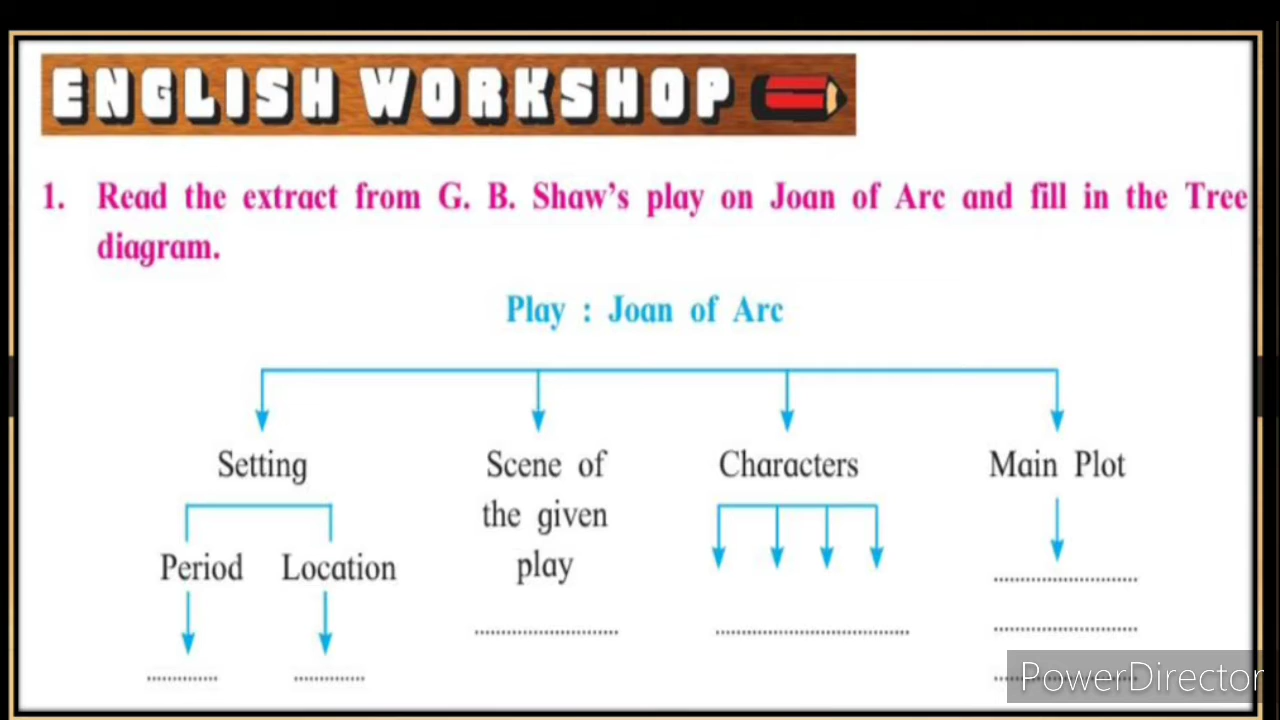 ENGLISH WORKSHOP
1. Read the extract from G. B. Shaw's play on Joan of Arc and fill in the Tree
diagram.
Play : Joan of Arc
Setting
Scene of
the given
play
Characters
Main Plot
Period
Location
PowerDirector